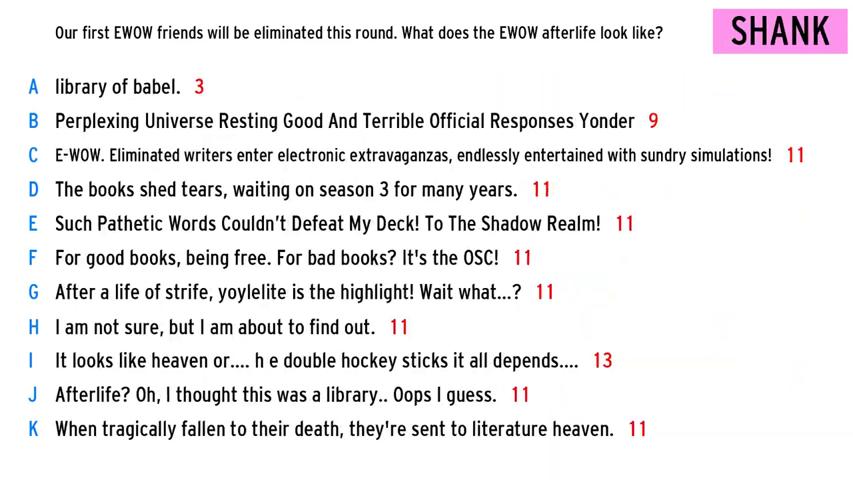 Our first EWOW friends will be eliminated this round. What does the EWOW afterlife look like?
SHANK
A library of babel. 3
B Perplexing Universe Resting Good And Terrible Official Responses Yonder 9
C E-WOW. Eliminated writers enter electronic extravaganzas, endlessly entertained with sundry simulations! 11
D The books shed tears, waiting on season 3 for many years. 11
E Such Pathetic Words Couldn't Defeat My Deck! To The Shadow Realm! 11
F For good books, being free. For bad books? It's the OSC! 11
G After a life of strife, yoylelite is the highlight! Wait what...? 11
H I am not sure, but I am about to find out. 11
I It looks like heaven or.... h e double hockey sticks it all depends.... 13
J Afterlife? Oh, I thought this was a library.. Oops I guess. 11
K When tragically fallen to their death, they're sent to literature heaven. 11